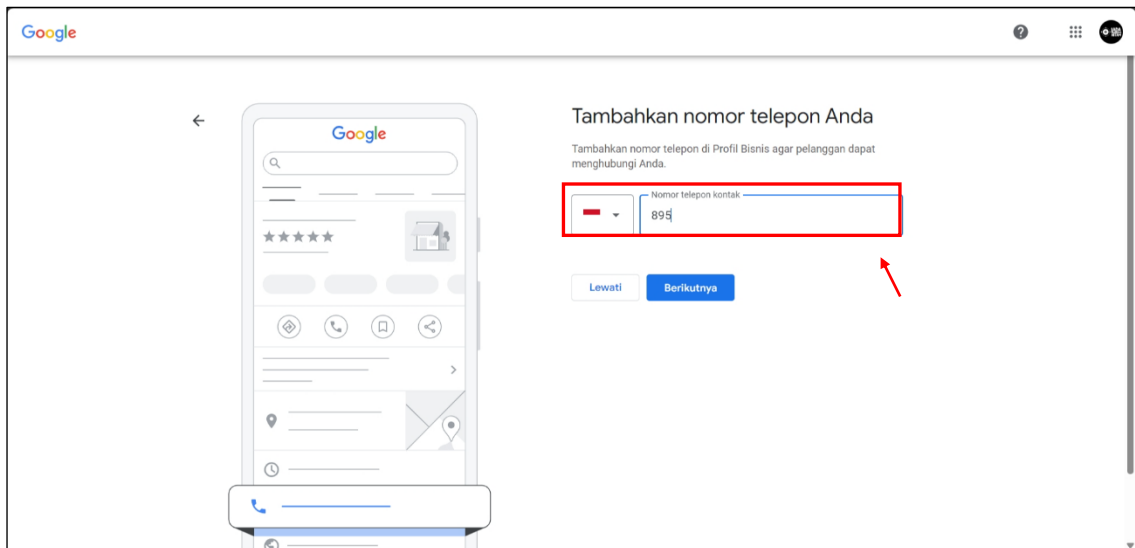 Google
Google
Tambahkan nomor telepon Anda
Tambahkan nomor telepon di Profil Bisnis agar pelanggan dapat
menghubungi Anda.
Nomor telepon kontak
895
Lewati
Berikutnya